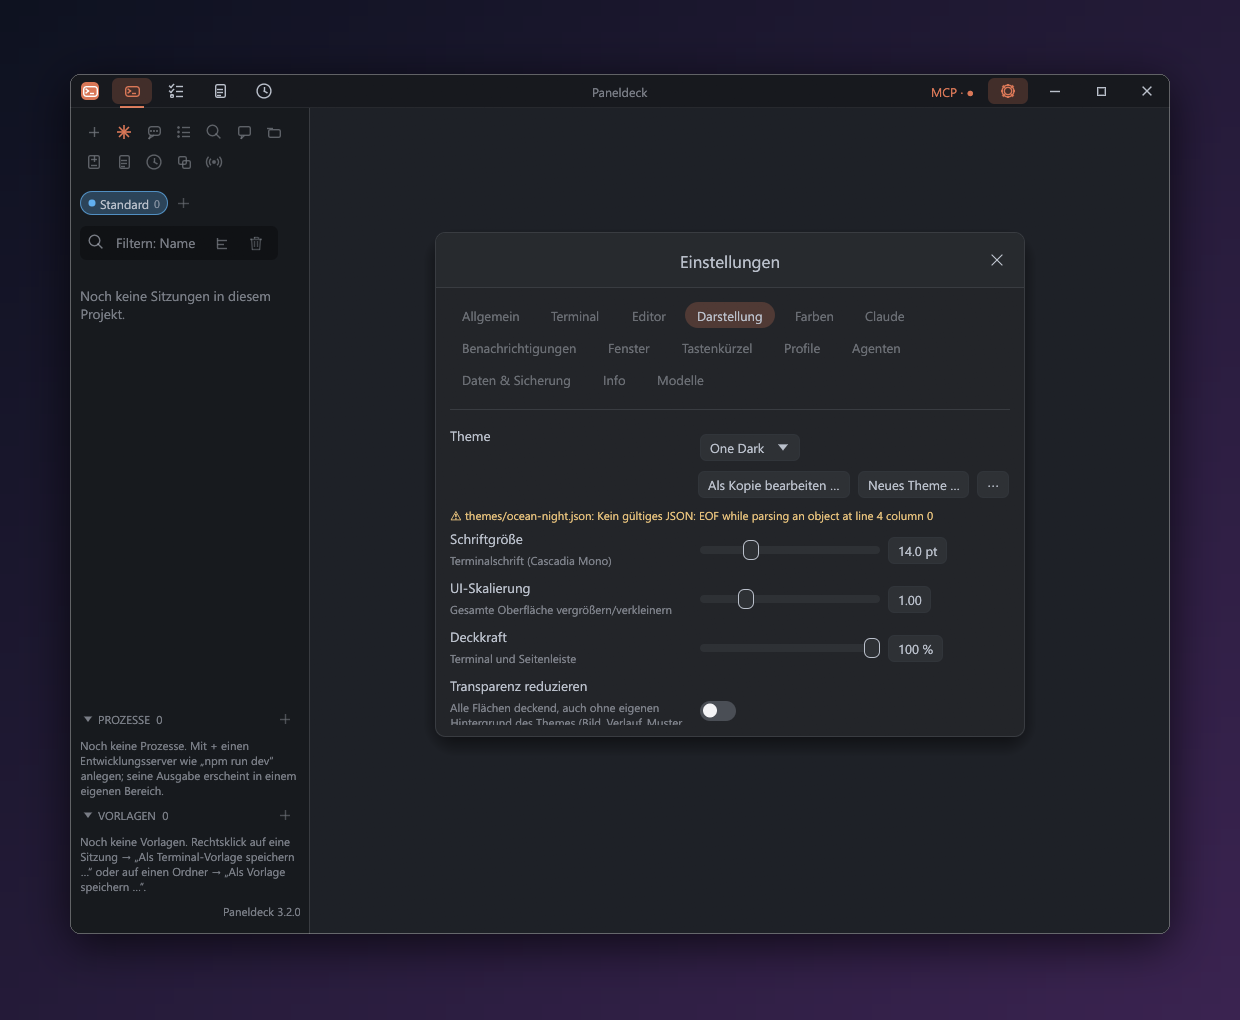 Paneldeck
MCP · ●
Standard 0
Filtern: Name
Noch keine Sitzungen in diesem
Projekt.
PROZESSE 0
Noch keine Prozesse. Mit + einen
Entwicklungsserver wie „npm run dev“
anlegen; seine Ausgabe erscheint in einem
eigenen Bereich.
VORLAGEN 0
Noch keine Vorlagen. Rechtsklick auf eine
Sitzung → „Als Terminal-Vorlage speichern
...“ oder auf einen Ordner → „Als Vorlage
speichern ...“.
Paneldeck 3.2.0
Einstellungen
Allgemein Terminal Editor Darstellung Farben Claude
Benachrichtigungen Fenster Tastenkürzel Profile Agenten
Daten & Sicherung Info Modelle
Theme
One Dark
Als Kopie bearbeiten ... Neues Theme ... ...
⚠ themes/ocean-night.json: Kein gültiges JSON: EOF while parsing an object at line 4 column 0
Schriftgröße
14.0 pt
Terminalschrift (Cascadia Mono)
UI-Skalierung
1.00
Gesamte Oberfläche vergrößern/verkleinern
Deckkraft
100 %
Terminal und Seitenleiste
Transparenz reduzieren
Alle Flächen deckend, auch ohne eigenen
Hintergrund des Themes (Bild, Verlauf, Muster